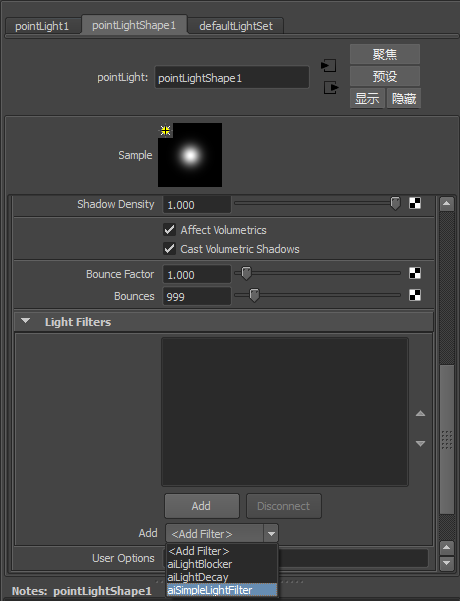 pointLight1 pointLightShape1 defaultLightSet
聚焦
pointLight: pointLightShape1
预设
显示 隐藏
Sample
Shadow Density 1.000
Affect Volumetrics
Cast Volumetric Shadows
Bounce Factor 1.000
Bounces 999
Light Filters
Add Disconnect
Add <Add Filter>
<Add Filter>
User Options
aiLightBlocker
aiLightDecay
aiSimpleLightFilter
Notes: pointLightShape1